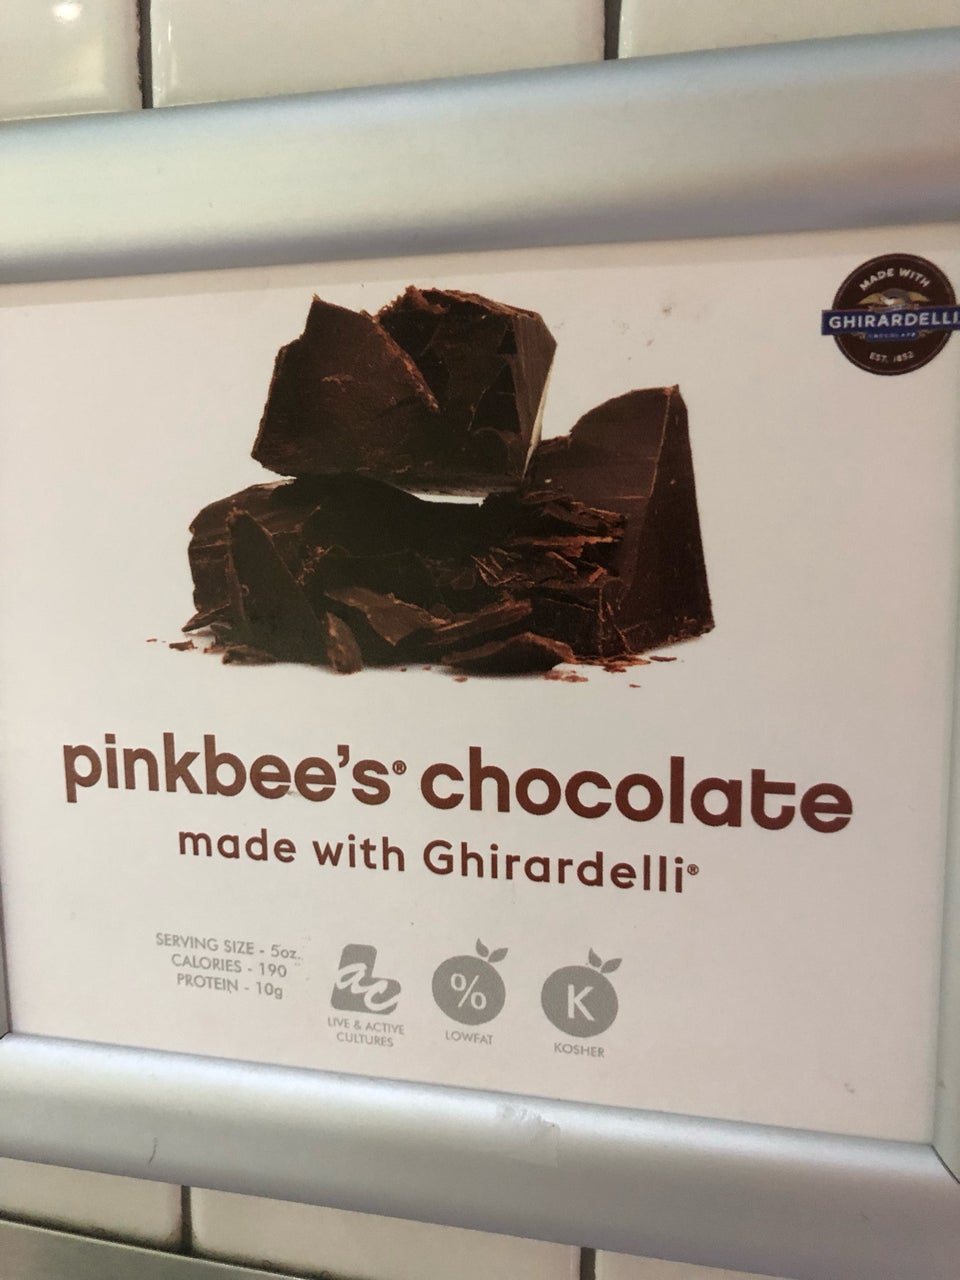 MADE WITH
GHIRARDELLI
CHOCOLATE
EST. 1852
pinkbee's® chocolate
made with Ghirardelli®
SERVING SIZE - 5oz.
CALORIES - 190
PROTEIN - 10g
ac
LIVE & ACTIVE
CULTURES
%
LOWFAT
K
KOSHER